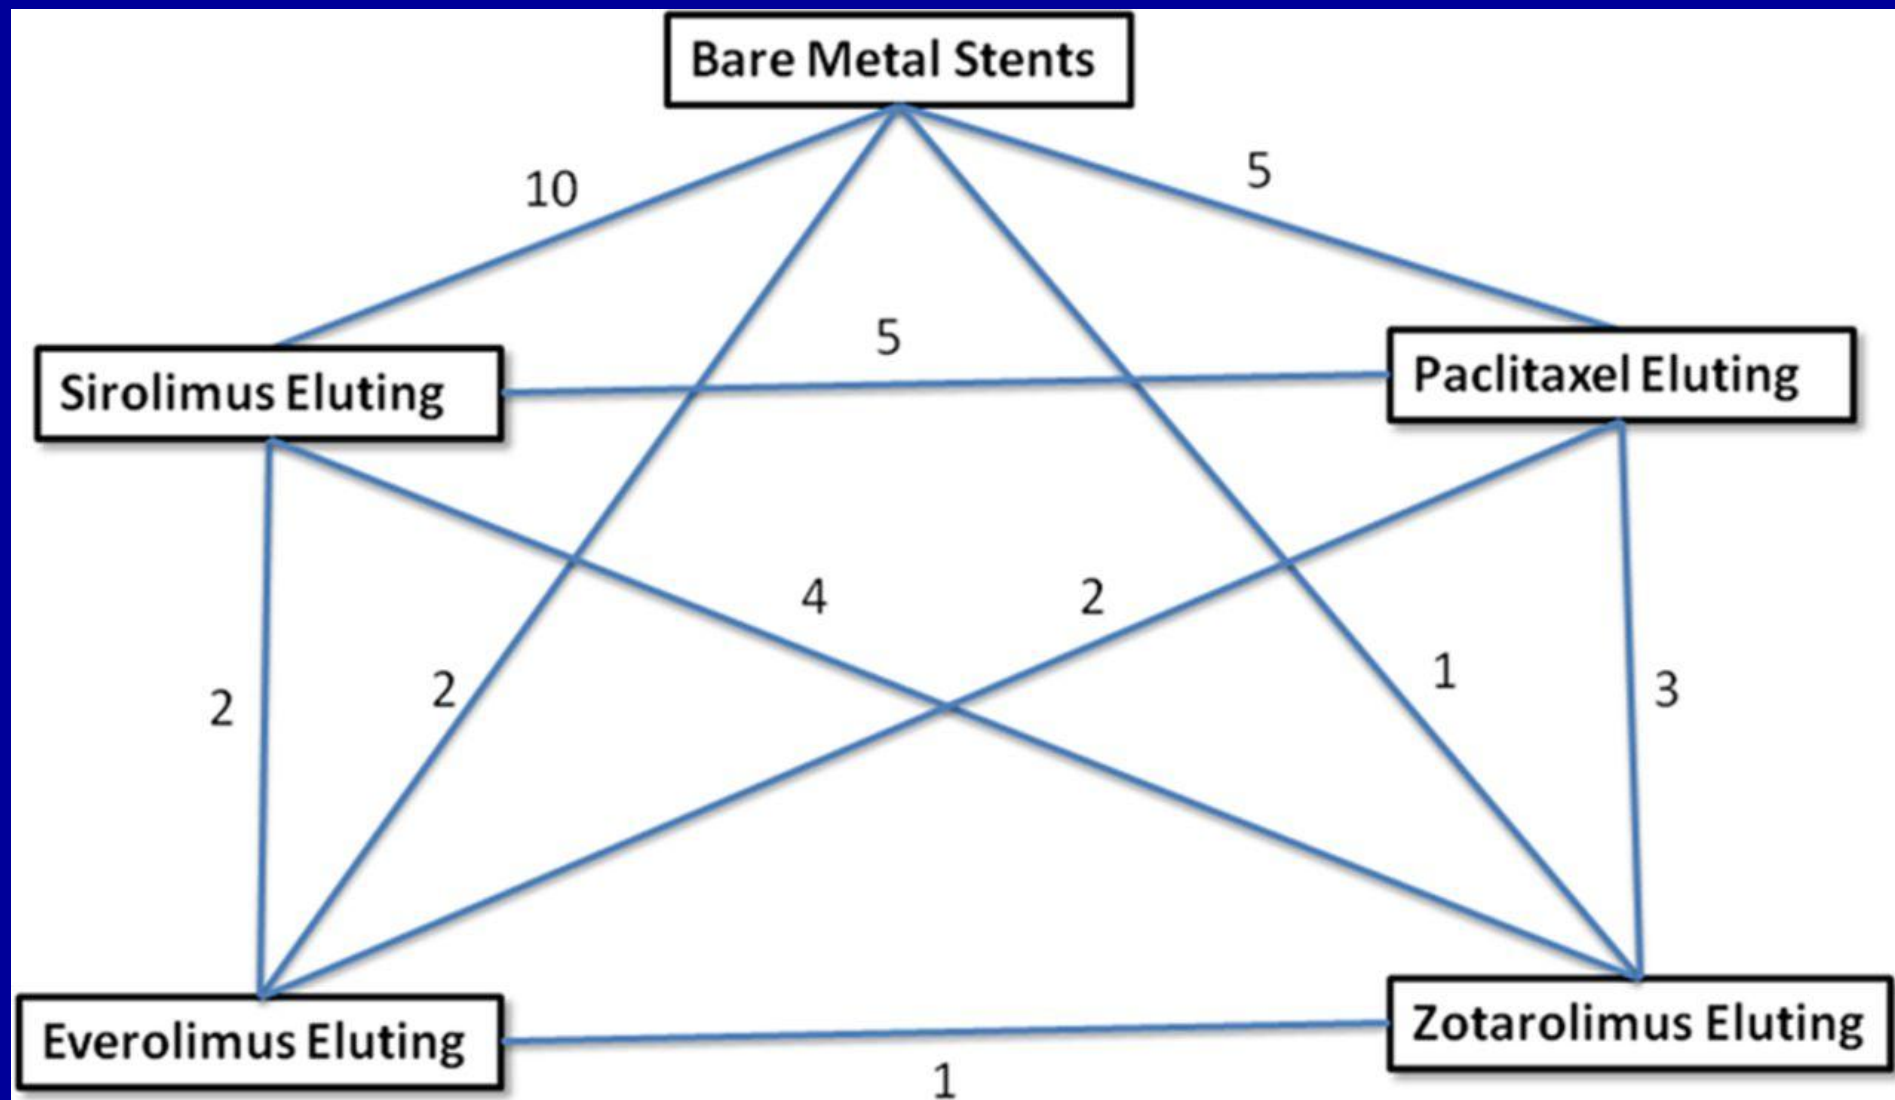 Bare Metal Stents
10
5
5
Sirolimus Eluting
Paclitaxel Eluting
4
2
2
2
1
3
Everolimus Eluting
Zotarolimus Eluting
1